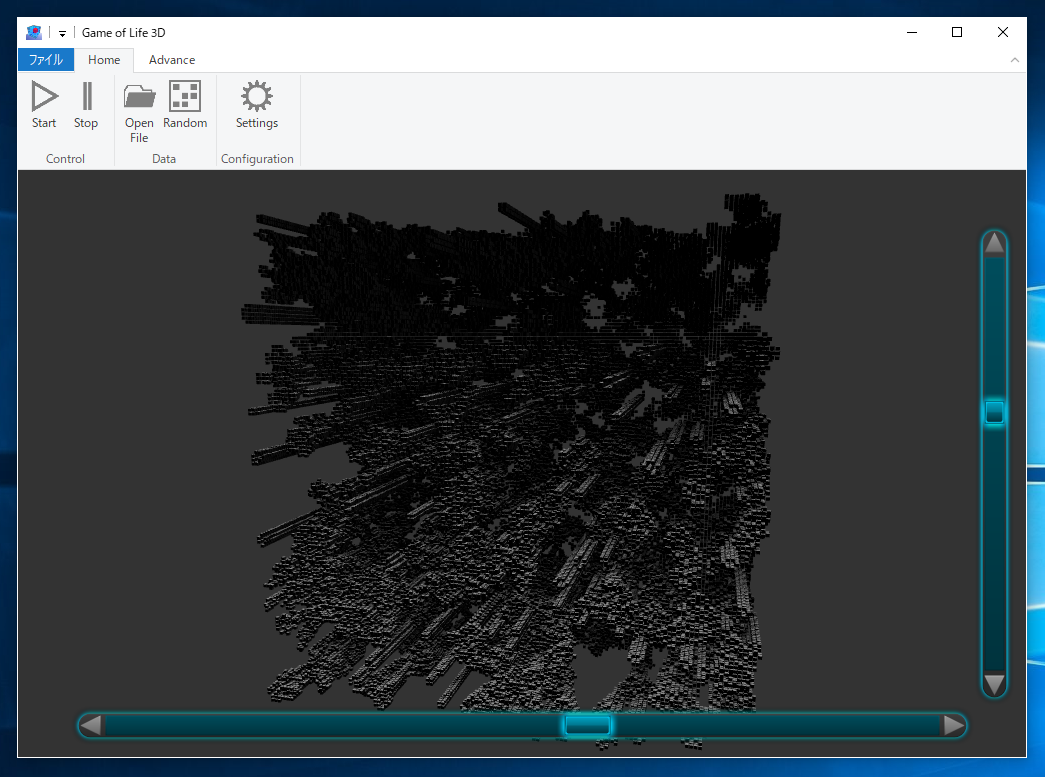 Game of Life 3D
ファイル
Home
Advance
Start
Stop
Open
File
Random
Settings
Control
Data
Configuration